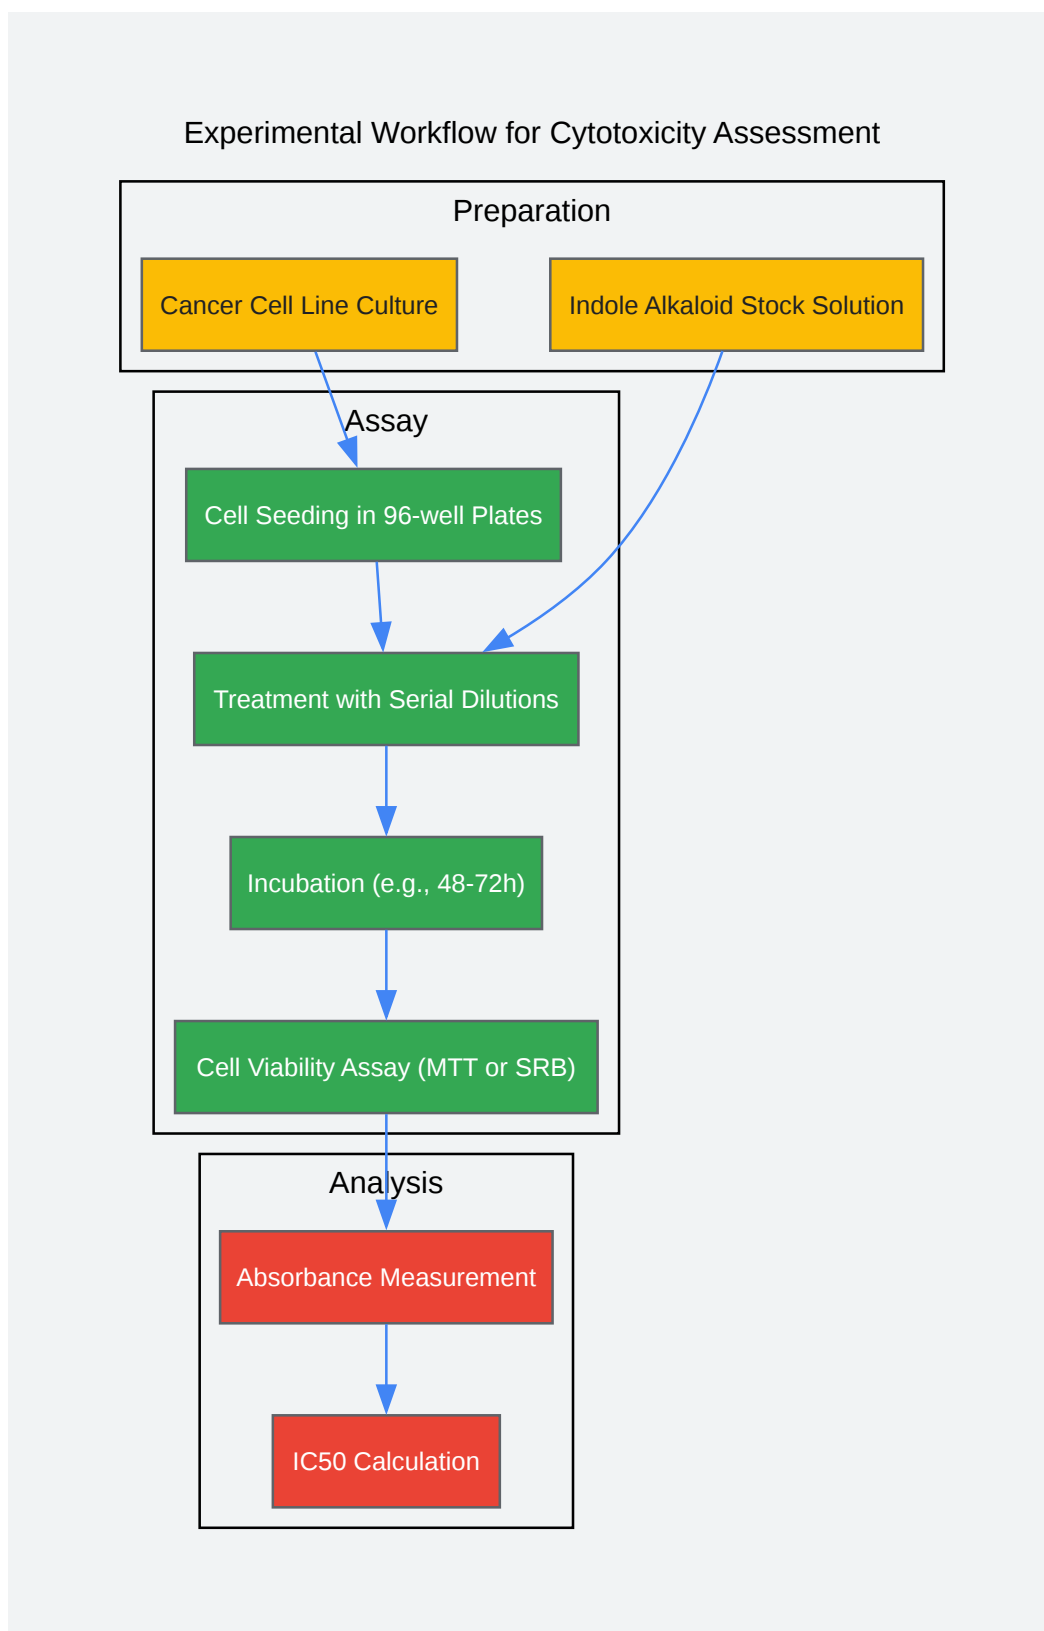 Experimental Workflow for Cytotoxicity Assessment
Preparation
Cancer Cell Line Culture
Indole Alkaloid Stock Solution
Assay
Cell Seeding in 96-well Plates
Treatment with Serial Dilutions
Incubation (e.g., 48-72h)
Cell Viability Assay (MTT or SRB)
Analysis
Absorbance Measurement
IC50 Calculation